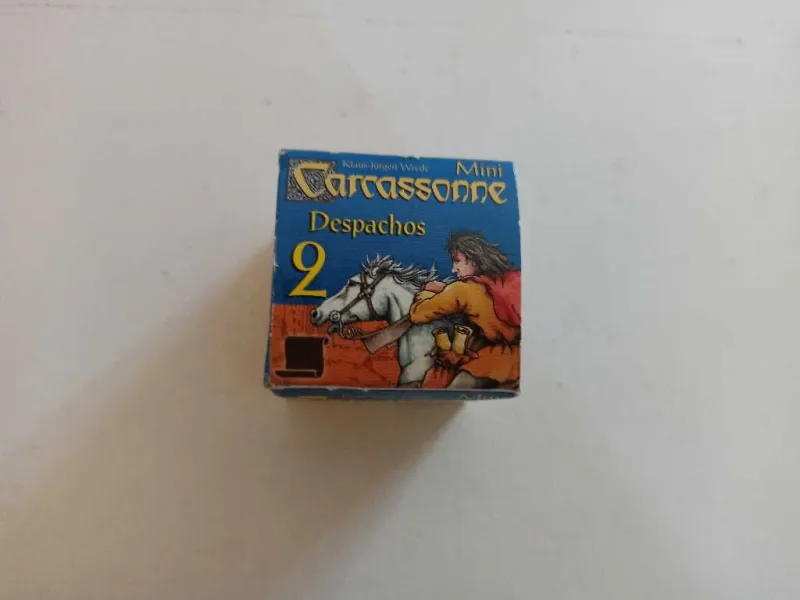 Klaus-Jürgen Wrede
Mini
Carcassonne
Despachos
2